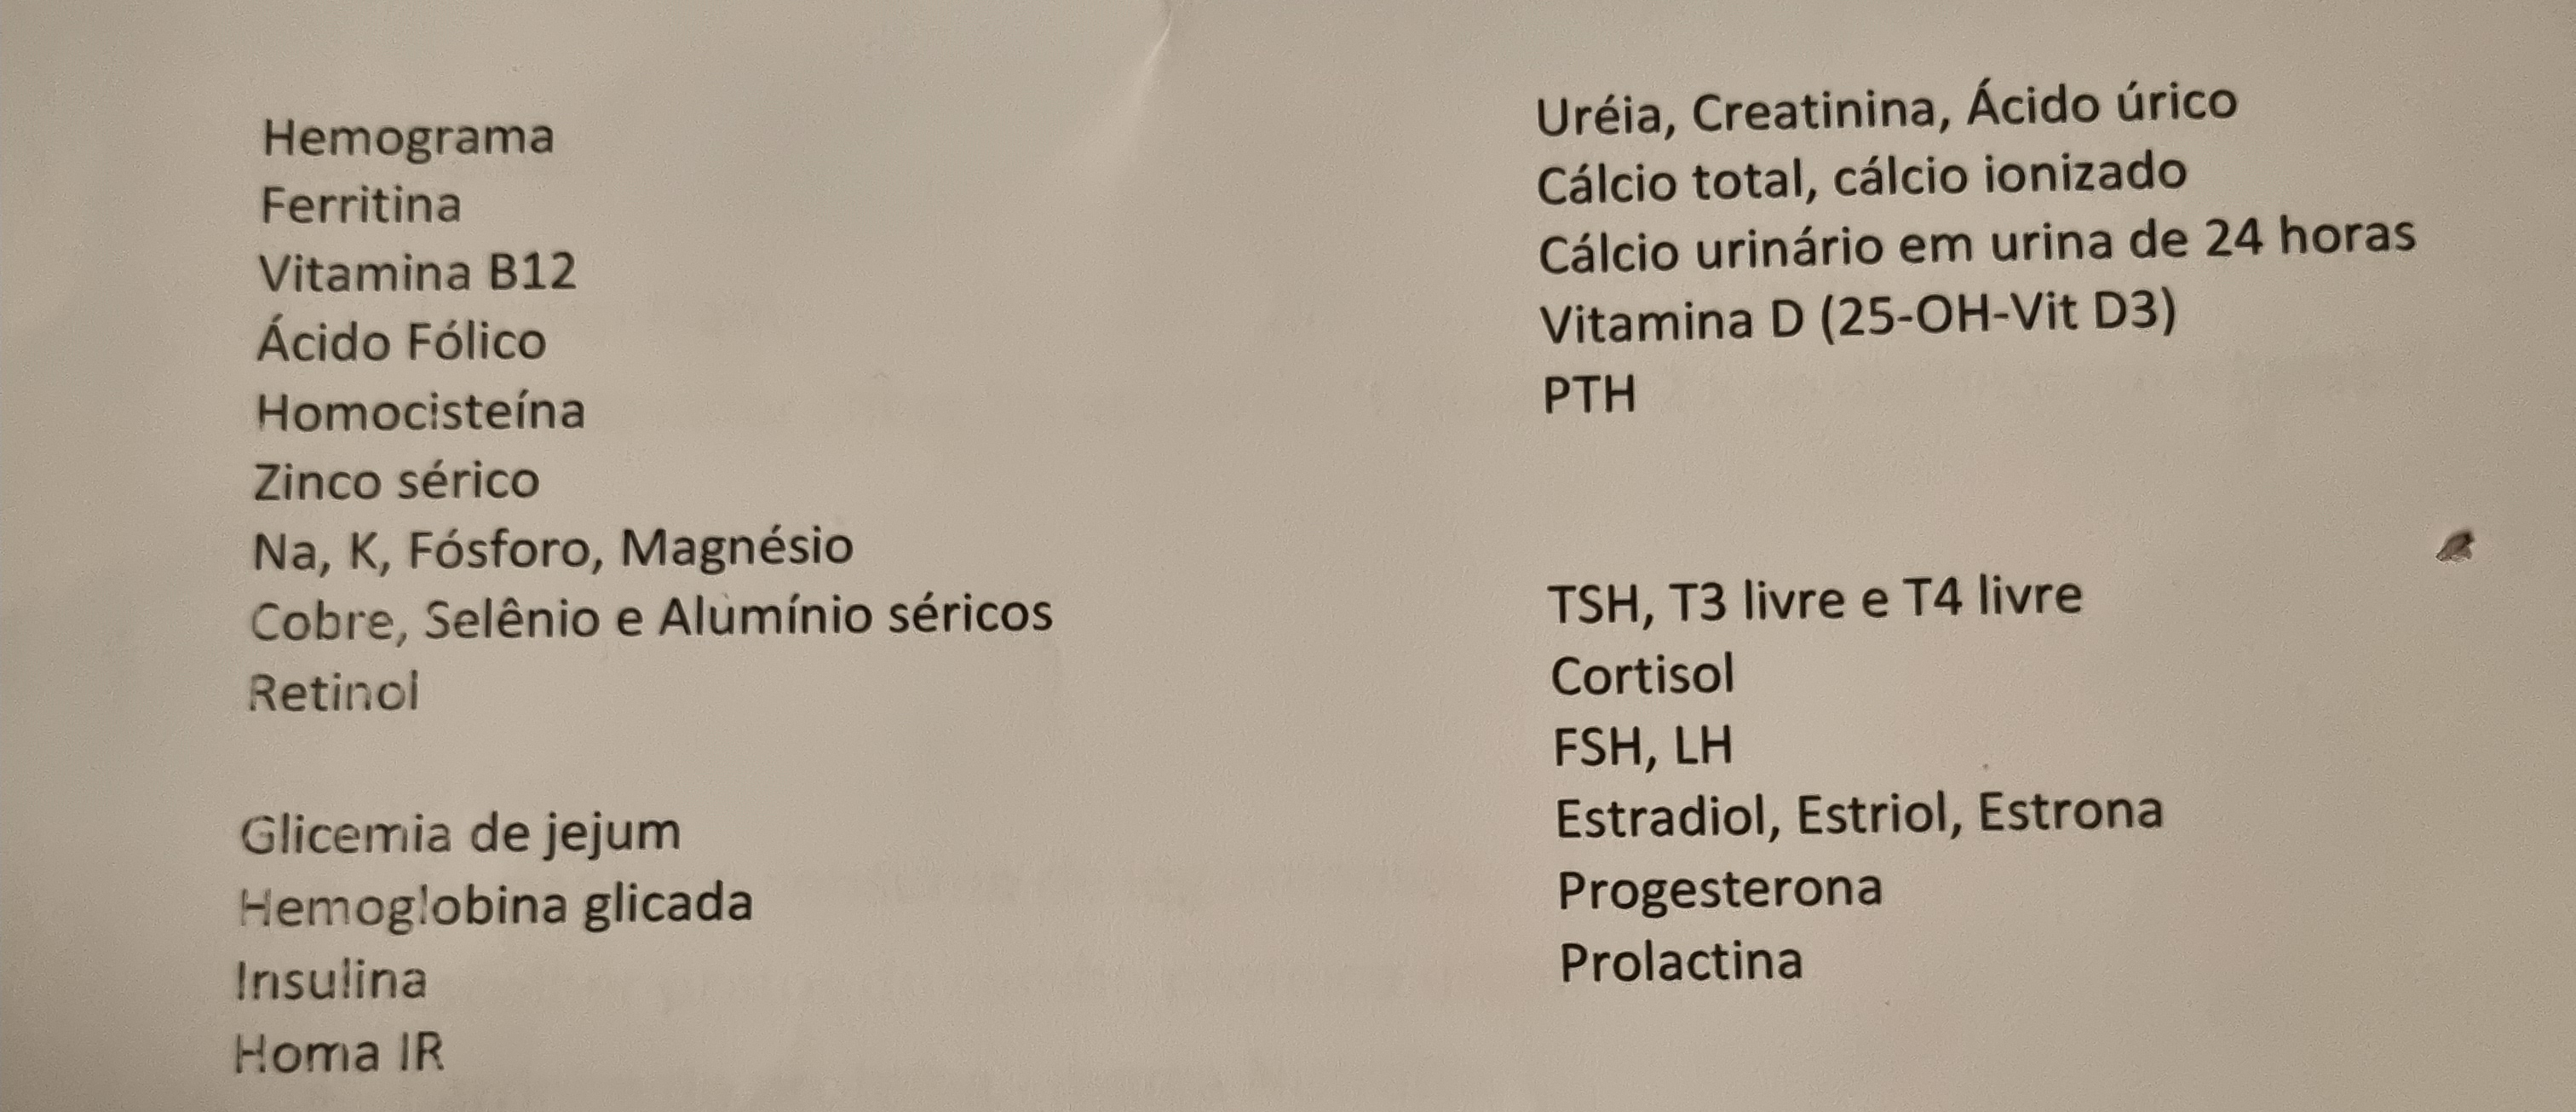 Hemograma
Ferritina
Vitamina B12
Ácido Fólico
Homocisteína
Zinco sérico
Na, K, Fósforo, Magnésio
Cobre, Selênio e Alumínio séricos
Retinol
Glicemia de jejum
Hemoglobina glicada
Insulina
Homa IR
Uréia, Creatinina, Ácido úrico
Cálcio total, cálcio ionizado
Cálcio urinário em urina de 24 horas
Vitamina D (25-OH-Vit D3)
PTH
TSH, T3 livre e T4 livre
Cortisol
FSH, LH
Estradiol, Estriol, Estrona
Progesterona
Prolactina